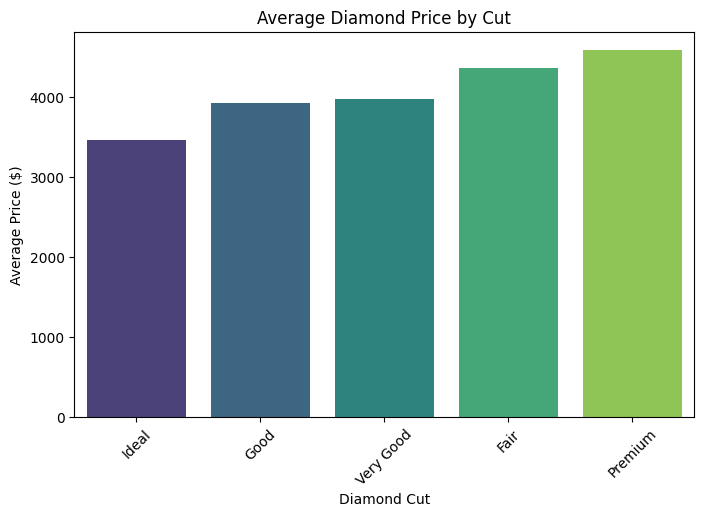 Average Diamond Price by Cut
Average Price ($)
4000
3000
2000
1000
0
Ideal
Good
Very Good
Fair
Premium
Diamond Cut